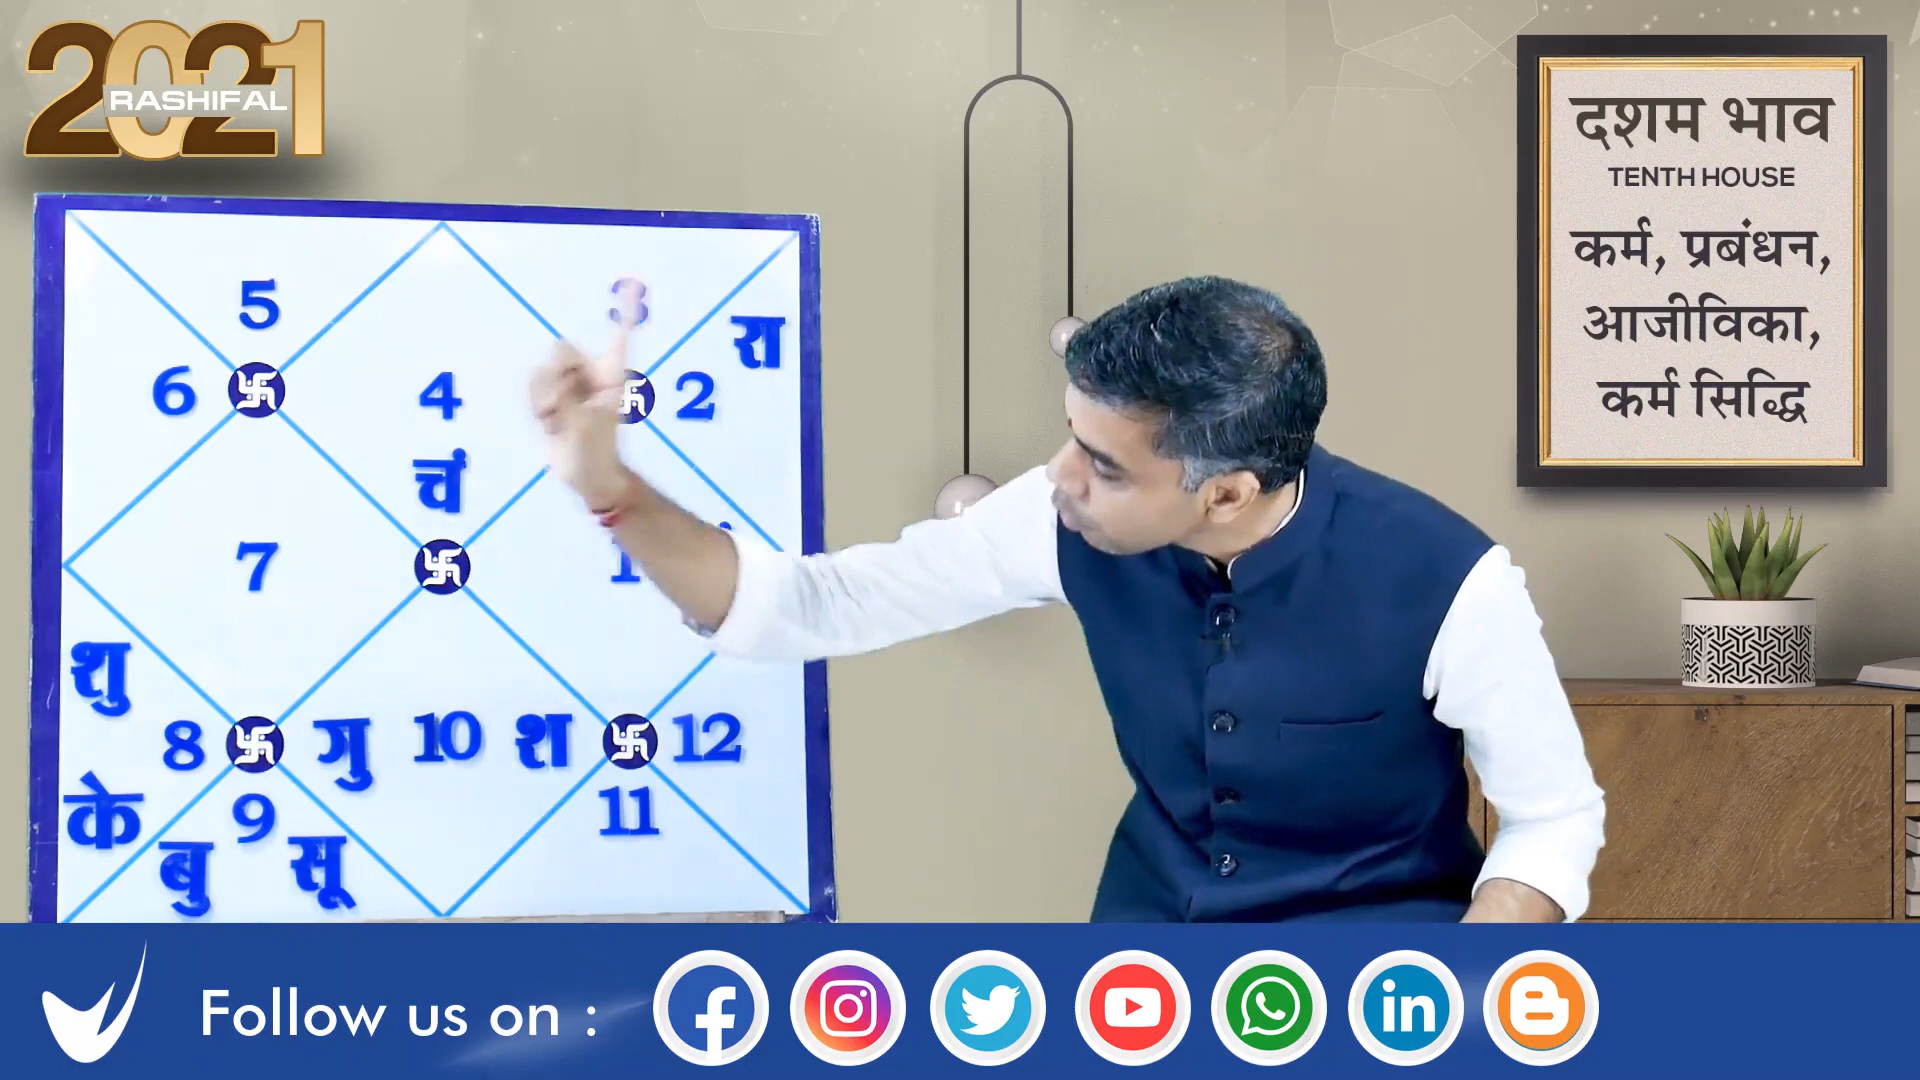 2021
RASHIFAL
दशम भाव
TENTH HOUSE
कर्म, प्रबंधन,
आजीविका,
कर्म सिद्धि
5
3
रा
6
4
2
चं
7
1
शु
8
गु
10
श
12
के
9
11
बु
सू
Follow us on :
in